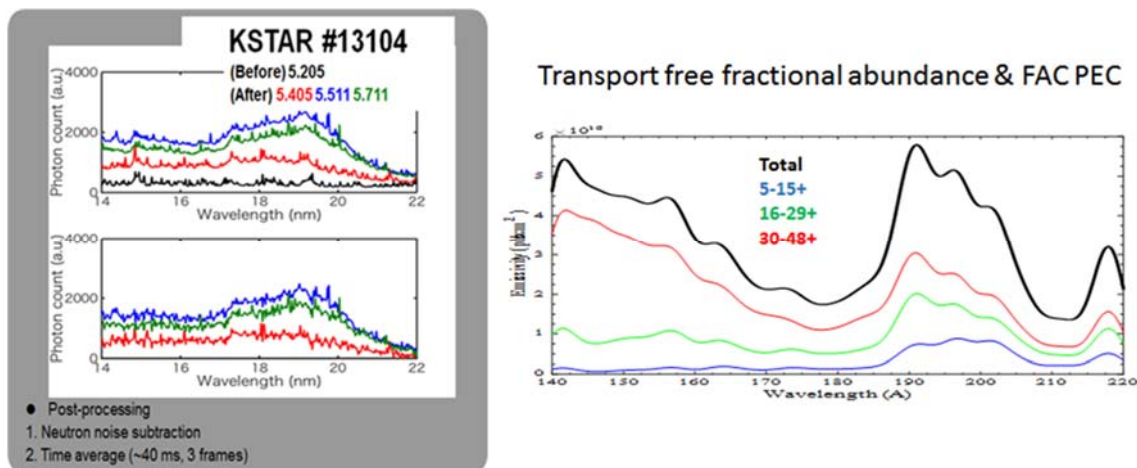 KSTAR #13104
(Before) 5.205
(After) 5.405 5.511 5.711
4000
2000
0
Photon count (a.u.)
14 16 18 20 22
Wavelength (nm)
4000
2000
0
Photon count (a.u.)
14 16 18 20 22
Wavelength (nm)
● Post-processing
1. Neutron noise subtraction
2. Time average (~40 ms, 3 frames)
Transport free fractional abundance & FAC PEC
6
5
4
3
2
1
0
Total
5-15+
16-29+
30-48+
140 150 160 170 180 190 200 210 220
Wavelength (A)